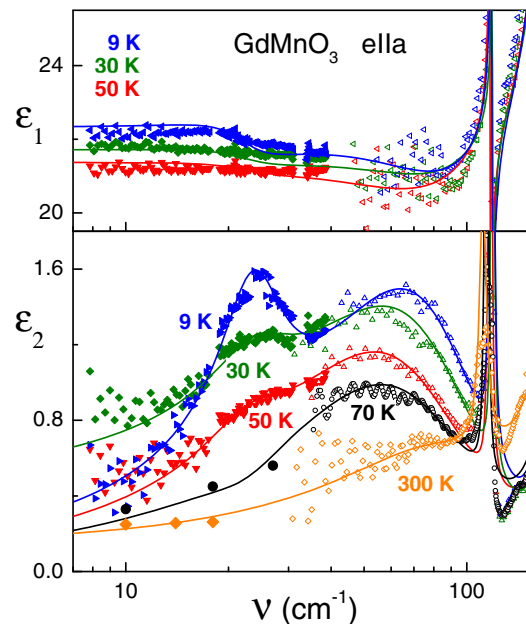 GdMnO₃ ella
9 K
30 K
50 K
24
20
ε₁
1.6
0.8
0.0
ε₂
9 K
30 K
50 K
70 K
300 K
10
100
ν (cm⁻¹)